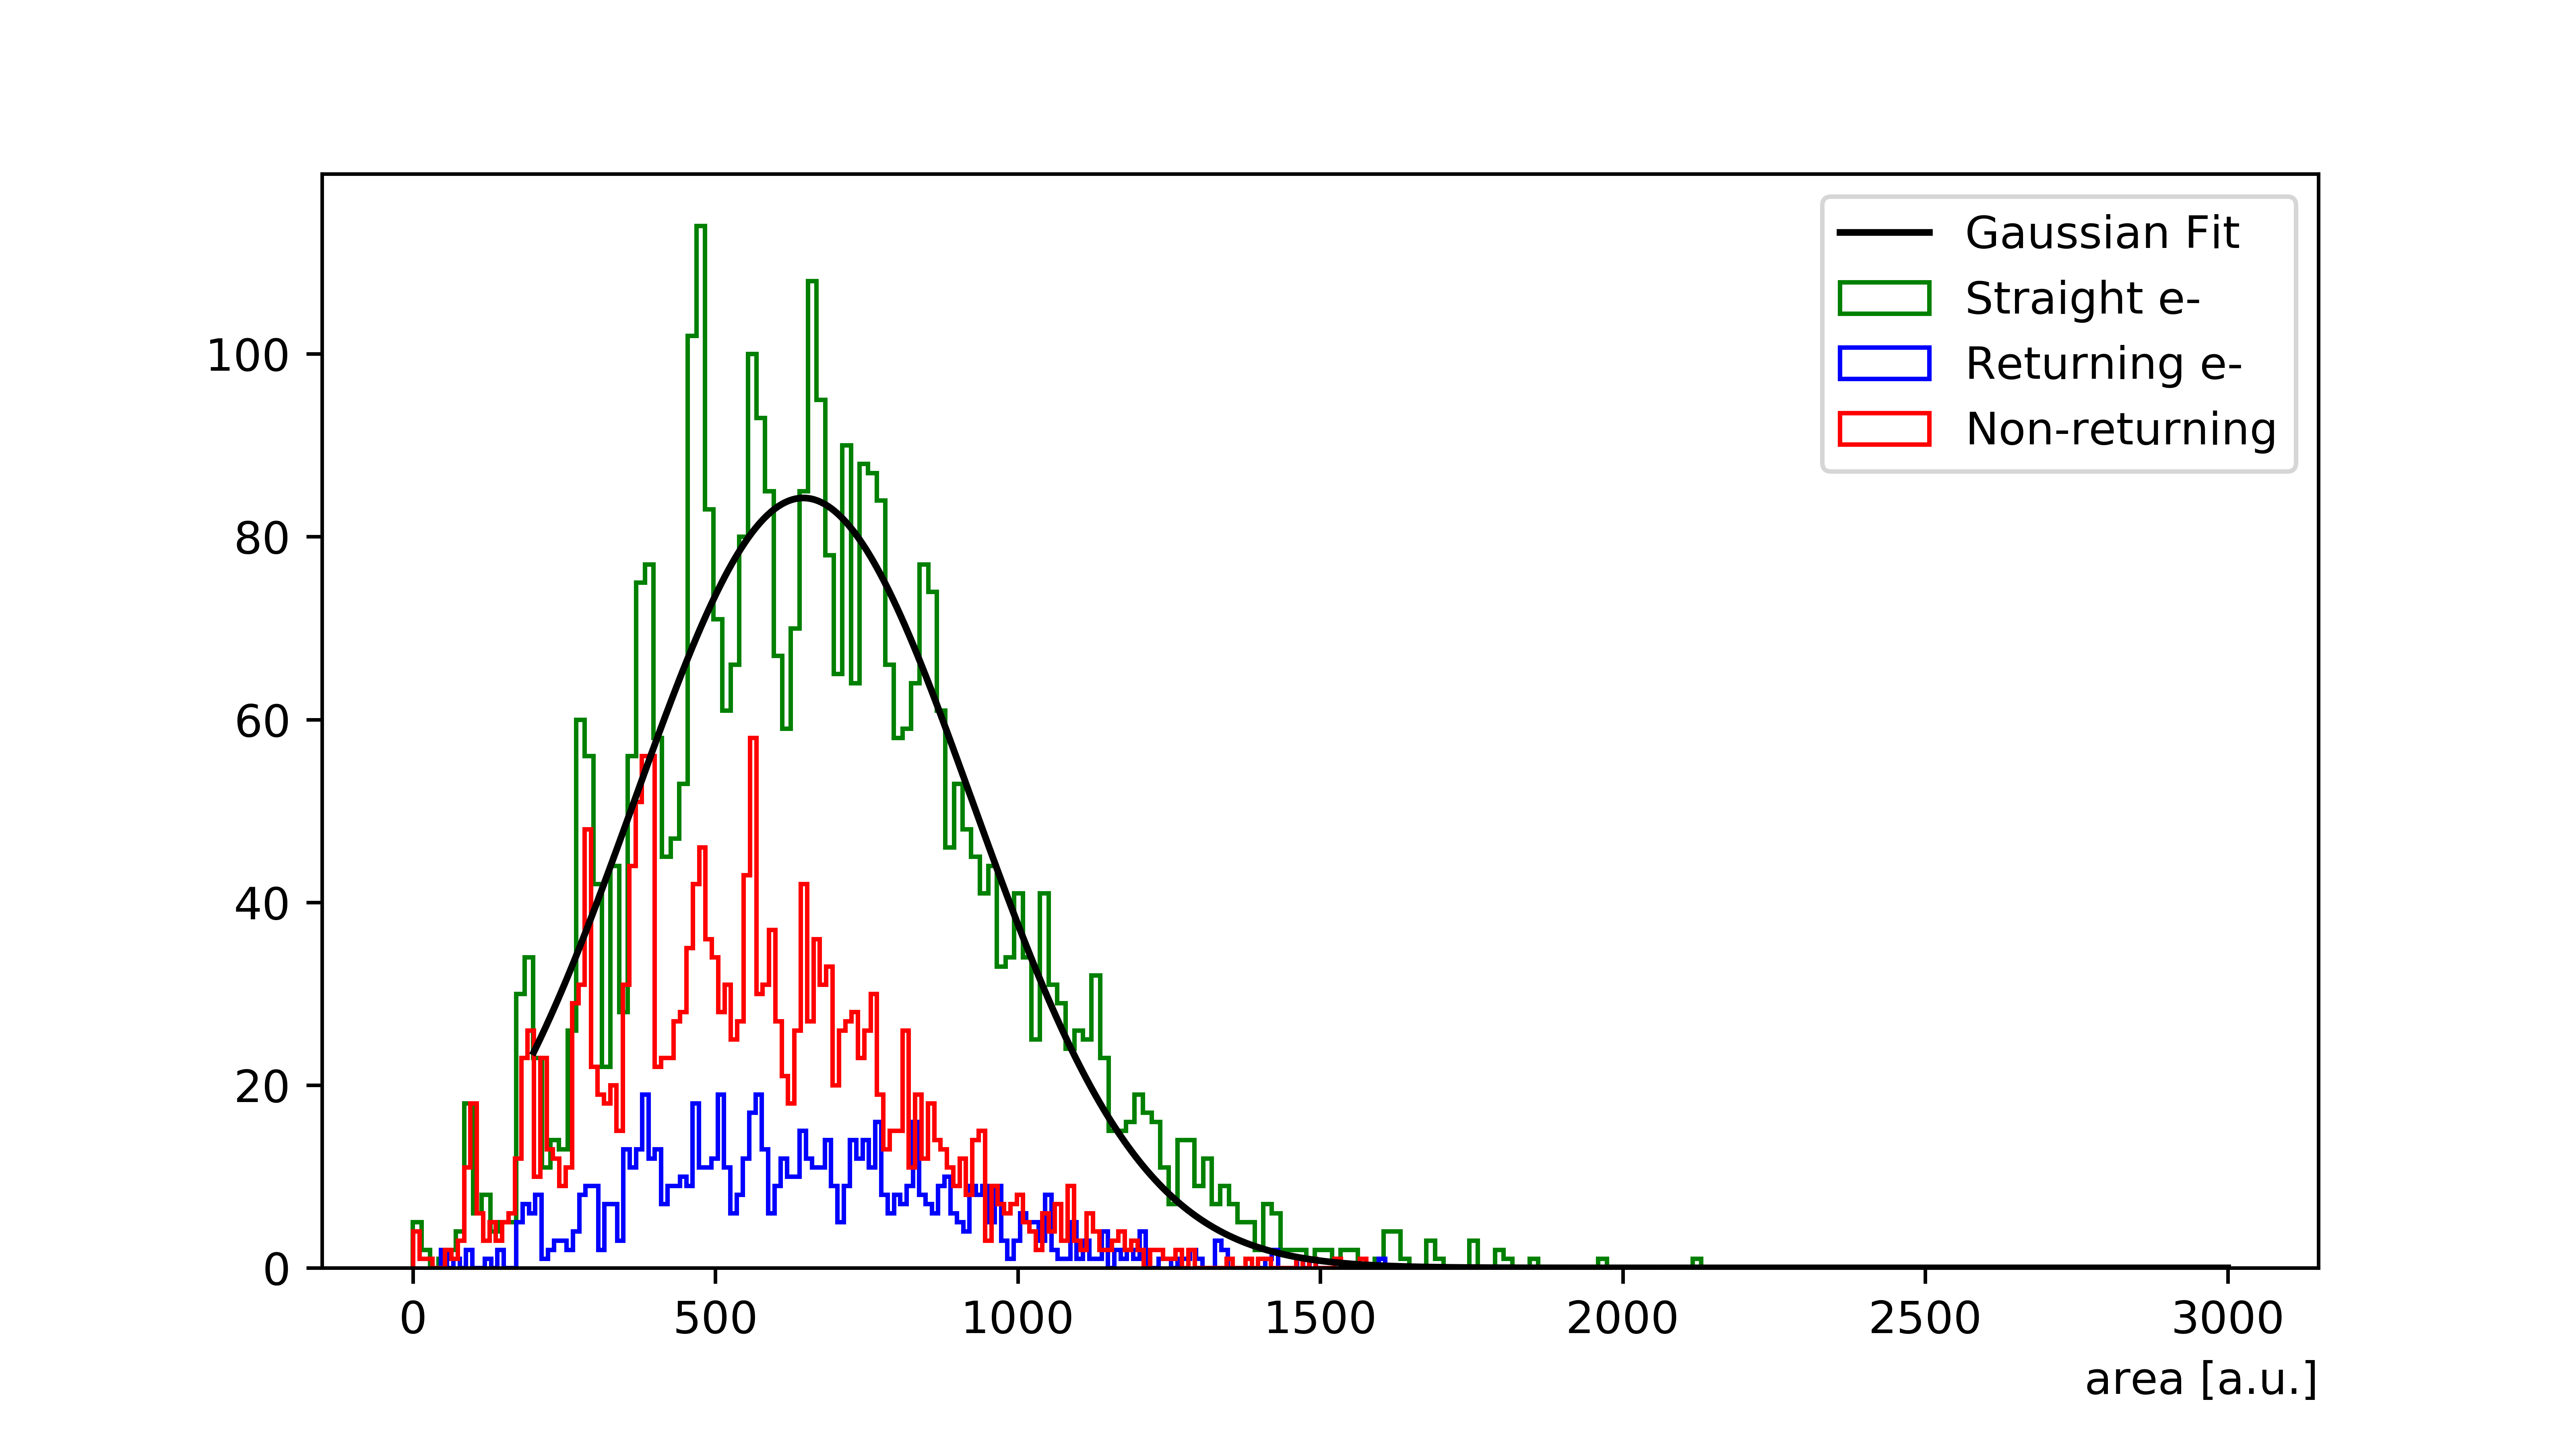 Gaussian Fit
Straight e-
Returning e-
Non-returning
100
80
60
40
20
0
0 500 1000 1500 2000 2500 3000
area [a.u.]